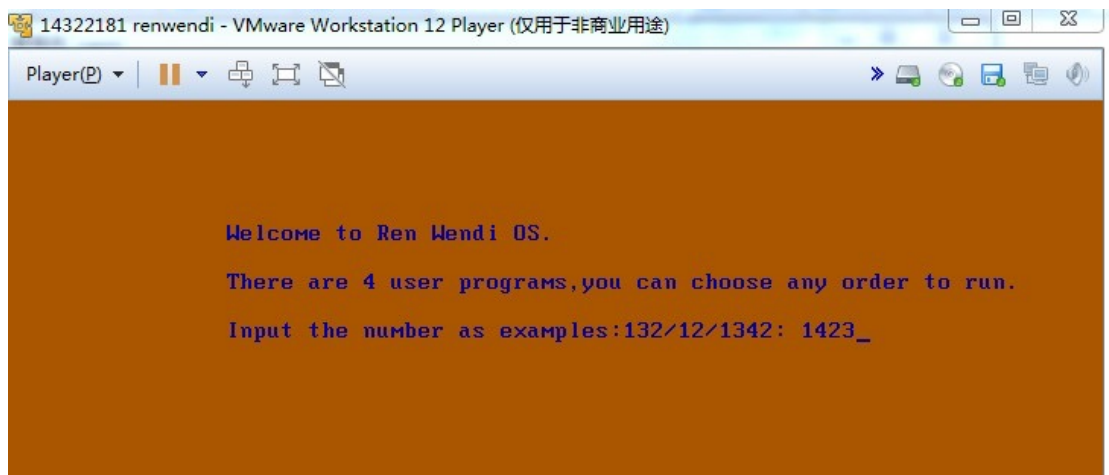 14322181 renwendi - VMware Workstation 12 Player (仅用于非商业用途)
Player(P)
Welcome to Ren Wendi OS.
There are 4 user programs,you can choose any order to run.
Input the number as examples:132/12/1342: 1423_